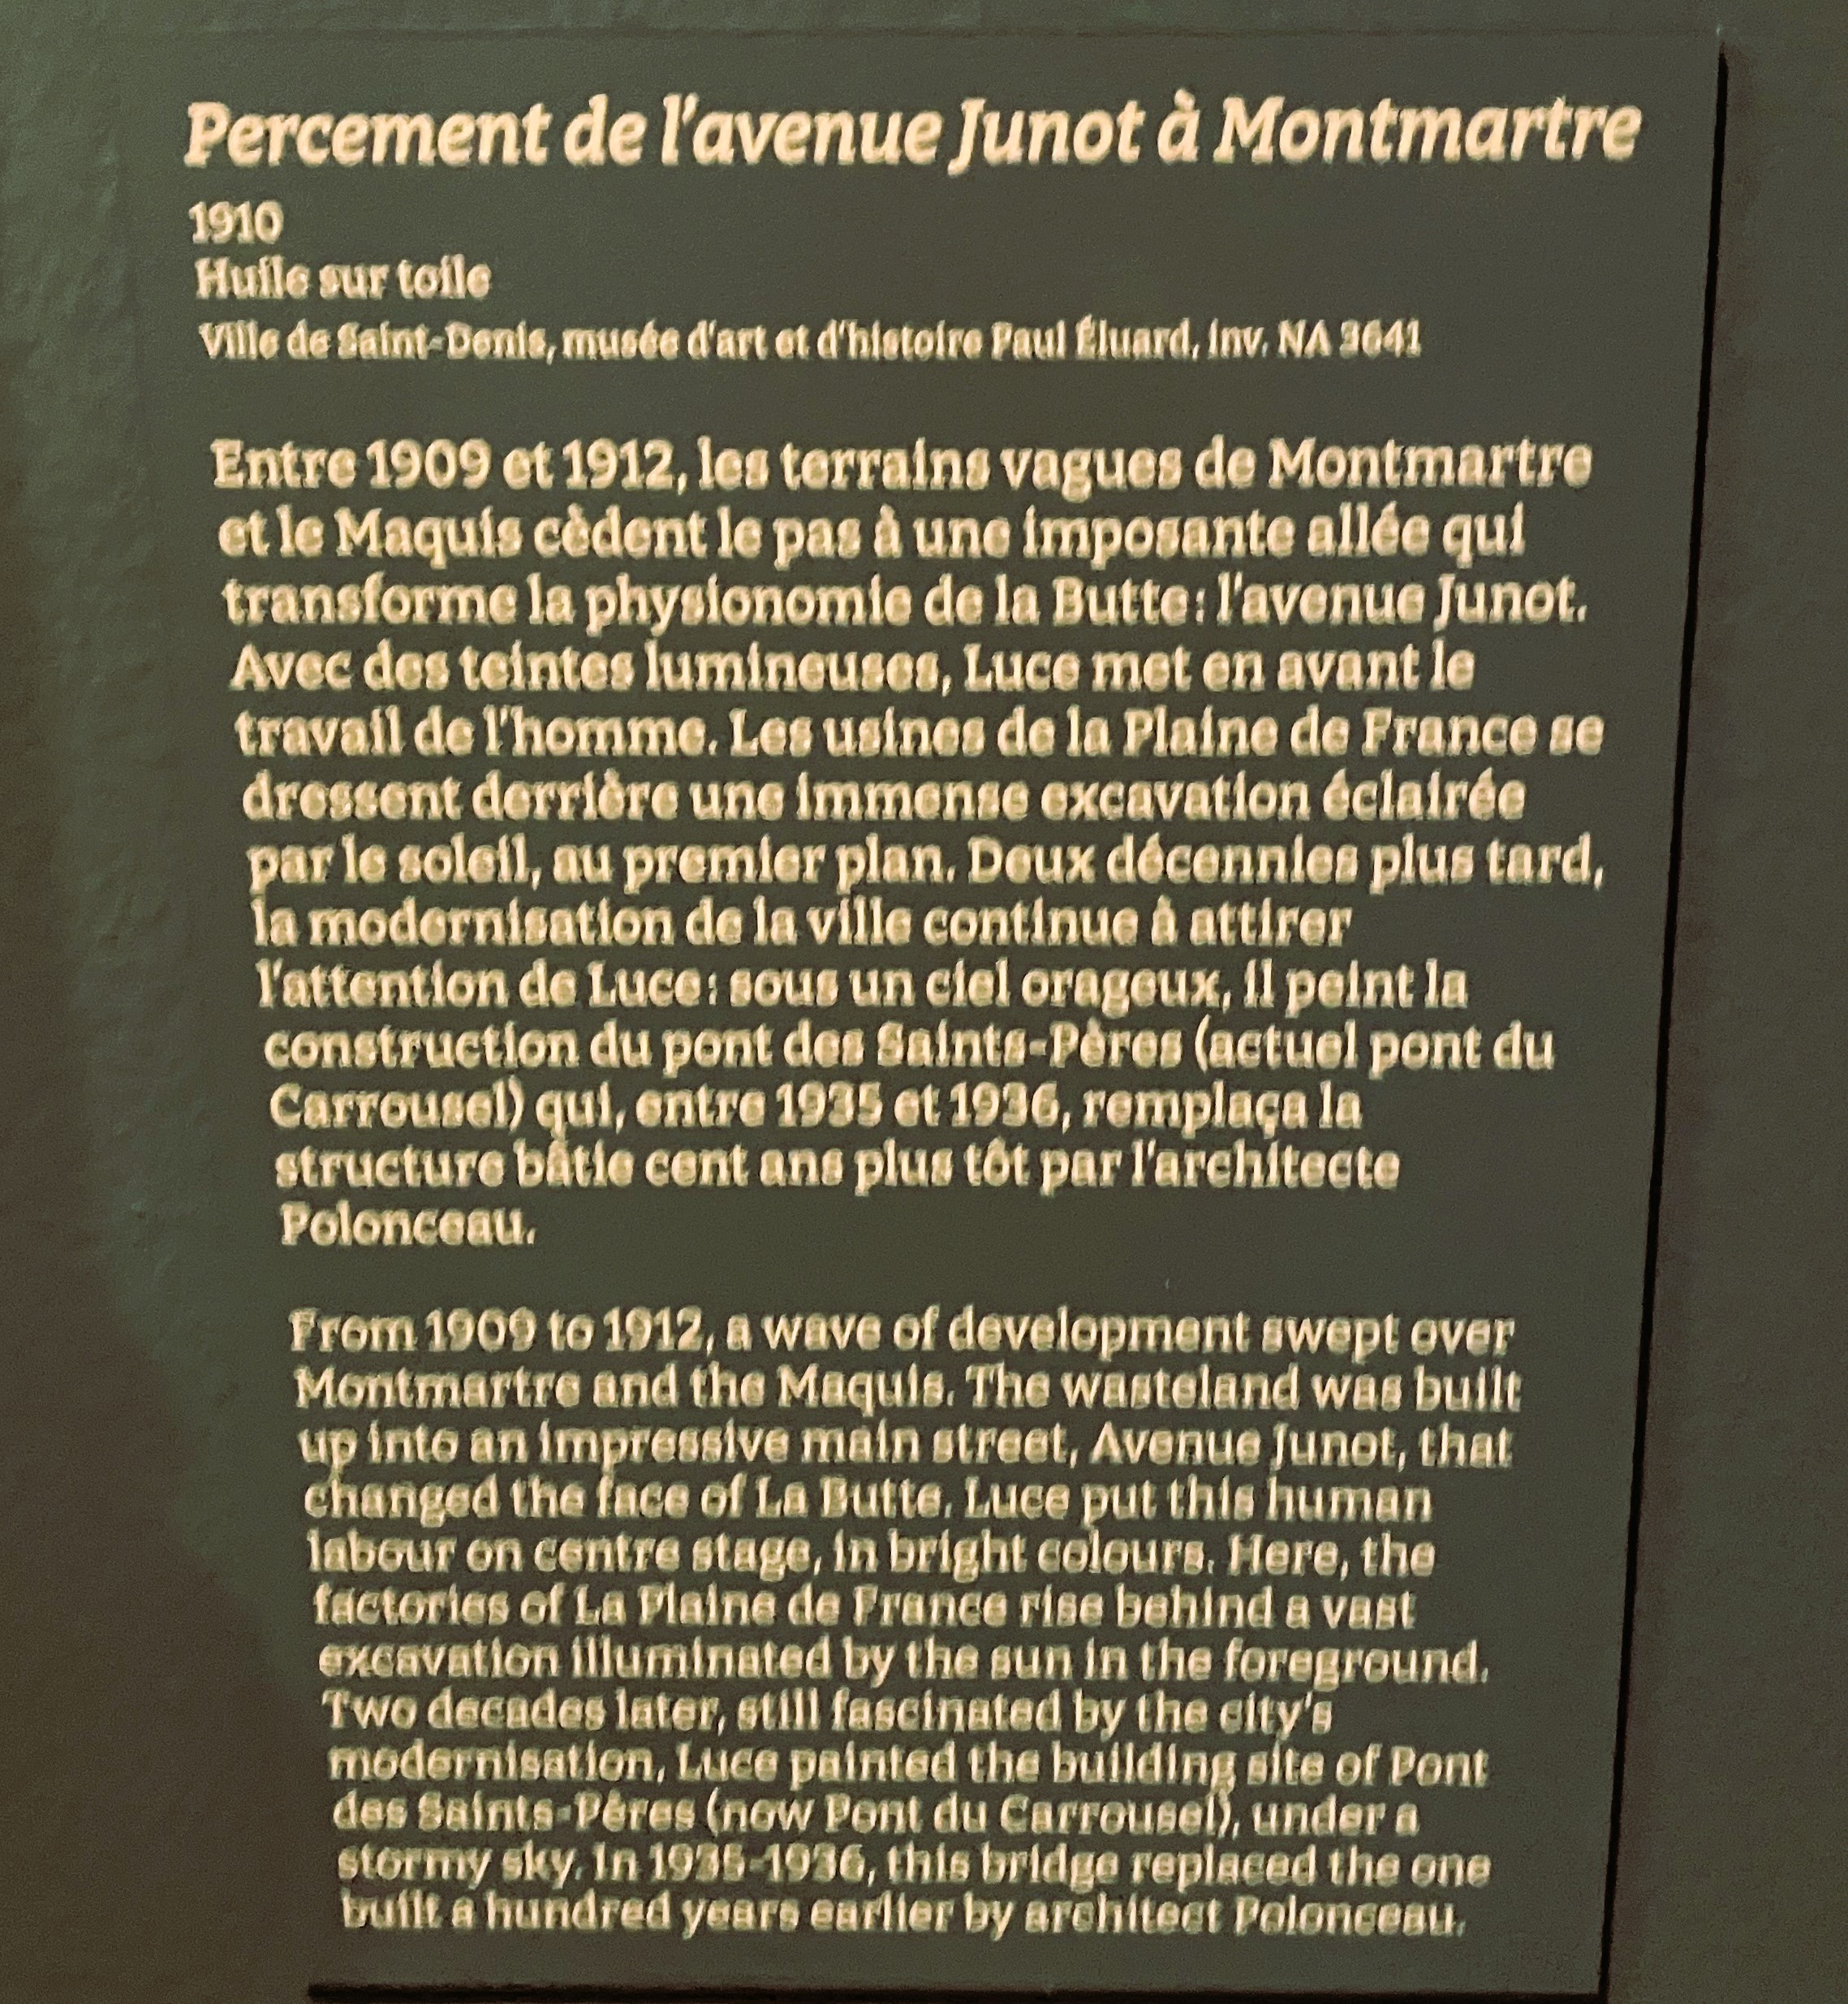 Percement de l'avenue Junot à Montmartre
1910
Huile sur toile
Ville de Saint-Denis, musée d'art et d'histoire Paul Éluard, inv. NA 3641
Entre 1909 et 1912, les terrains vagues de Montmartre
et le Maquis cèdent le pas à une imposante allée qui
transforme la physionomie de la Butte : l'avenue Junot.
Avec des teintes lumineuses, Luce met en avant le
travail de l'homme. Les usines de la Plaine de France se
dressent derrière une immense excavation éclairée
par le soleil, au premier plan. Deux décennies plus tard,
la modernisation de la ville continue à attirer
l'attention de Luce : sous un ciel orageux, il peint la
construction du pont des Saints-Pères (actuel pont du
Carrousel) qui, entre 1935 et 1936, remplaça la
structure bâtie cent ans plus tôt par l'architecte
Polonceau.
From 1909 to 1912, a wave of development swept over
Montmartre and the Maquis. The wasteland was built
up into an impressive main street, Avenue Junot, that
changed the face of La Butte. Luce put this human
labour on centre stage, in bright colours. Here, the
factories of La Plaine de France rise behind a vast
excavation illuminated by the sun in the foreground.
Two decades later, still fascinated by the city's
modernisation, Luce painted the building site of Pont
des Saints-Pères (now Pont du Carrousel), under a
stormy sky. In 1935-1936, this bridge replaced the one
built a hundred years earlier by architect Polonceau.